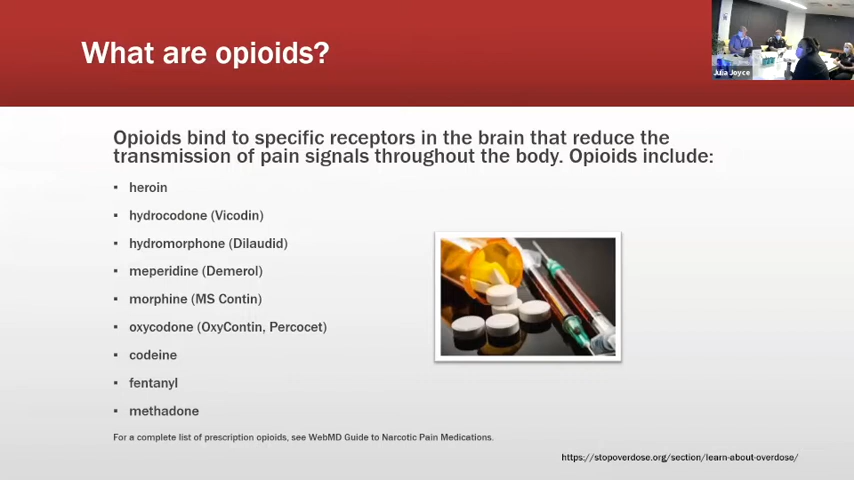 What are opioids?
Julia Joyce
Opioids bind to specific receptors in the brain that reduce the
transmission of pain signals throughout the body. Opioids include:
▪ heroin
▪ hydrocodone (Vicodin)
▪ hydromorphone (Dilaudid)
▪ meperidine (Demerol)
▪ morphine (MS Contin)
▪ oxycodone (OxyContin, Percocet)
▪ codeine
▪ fentanyl
▪ methadone
For a complete list of prescription opioids, see WebMD Guide to Narcotic Pain Medications.
https://stopoverdose.org/section/learn-about-overdose/